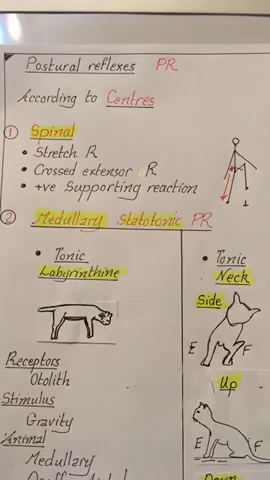 Postural reflexes PR
According to Centres
① Spinal
• Stretch R
• Crossed extensor R
• +ve Supporting reaction
② Medullary Statotonic PR
• Tonic
Labyrinthine
Receptors
Otolith
Stimulus
Gravity
Animal
Medullary
• Tonic
Neck
Side
E F
Up
E F
Down